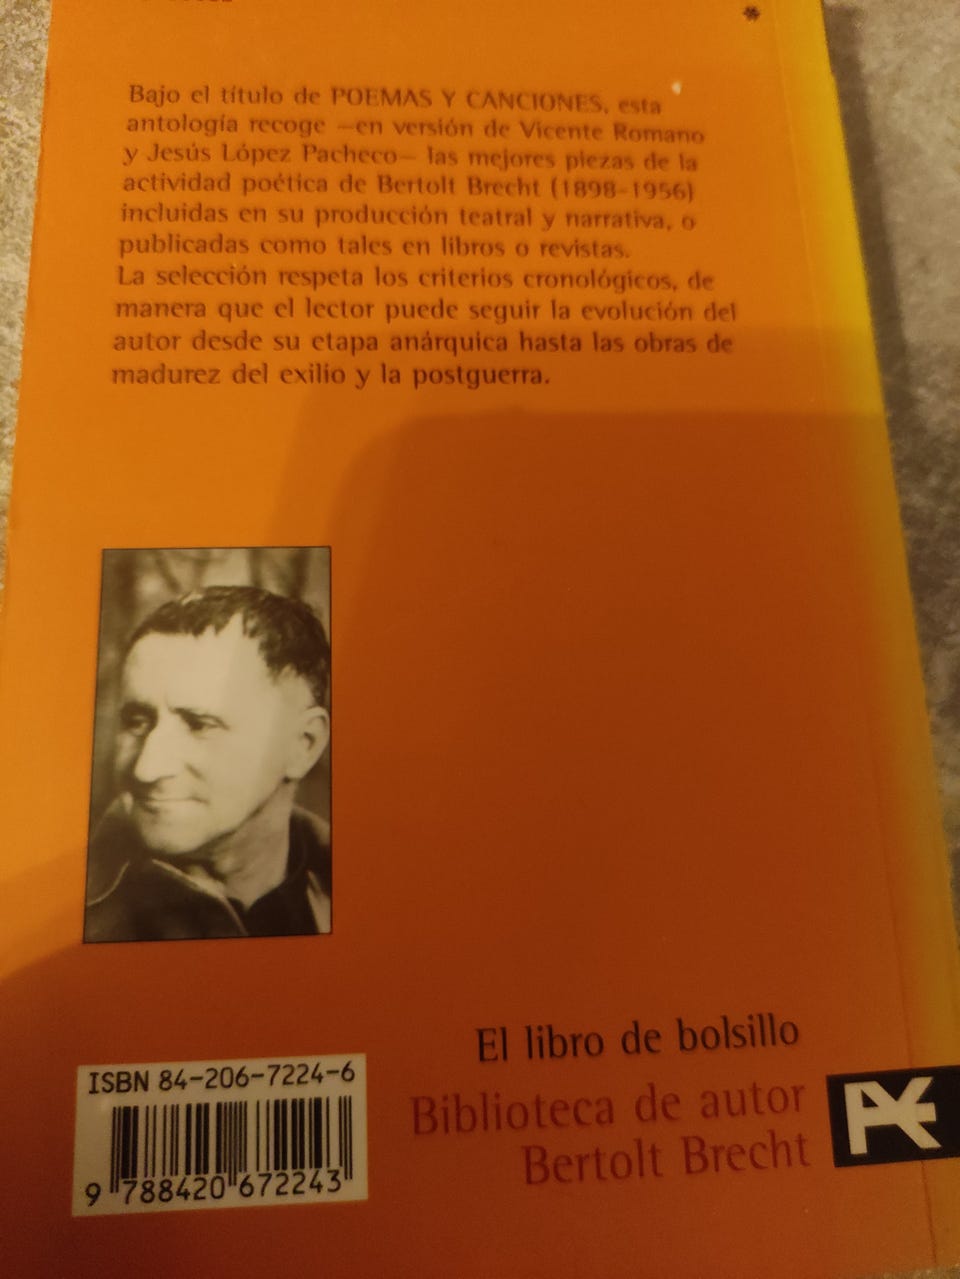 Bajo el título de POEMAS Y CANCIONES, esta
antología recoge —en versión de Vicente Romano
y Jesús López Pacheco— las mejores piezas de la
actividad poética de Bertolt Brecht (1898-1956)
incluidas en su producción teatral y narrativa, o
publicadas como tales en libros o revistas.
La selección respeta los criterios cronológicos, de
manera que el lector puede seguir la evolución del
autor desde su etapa anárquica hasta las obras de
madurez del exilio y la postguerra.
El libro de bolsillo
Biblioteca de autor
Bertolt Brecht
ISBN 84-206-7224-6
9 788420 672243